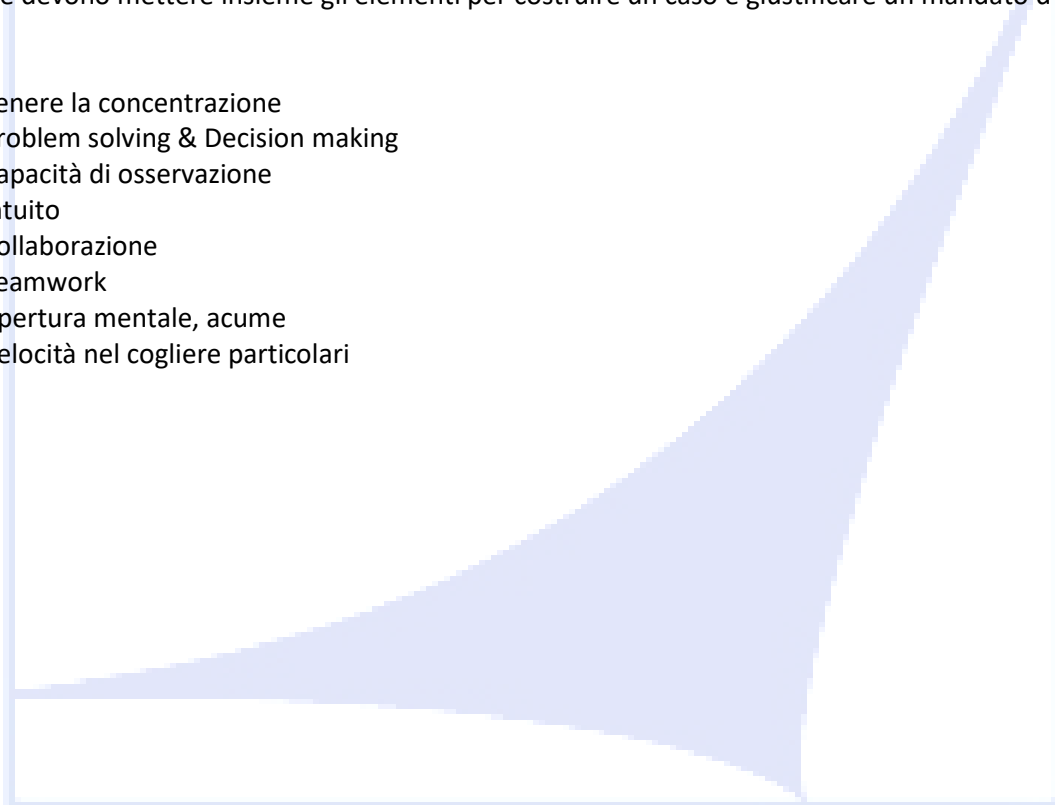 e devono mettere insieme gli elementi per costruire un caso e giustificare un mandato d
enere la concentrazione
roblem solving & Decision making
apacità di osservazione
tuito
ollaborazione
eamwork
pertura mentale, acume
elocità nel cogliere particolari